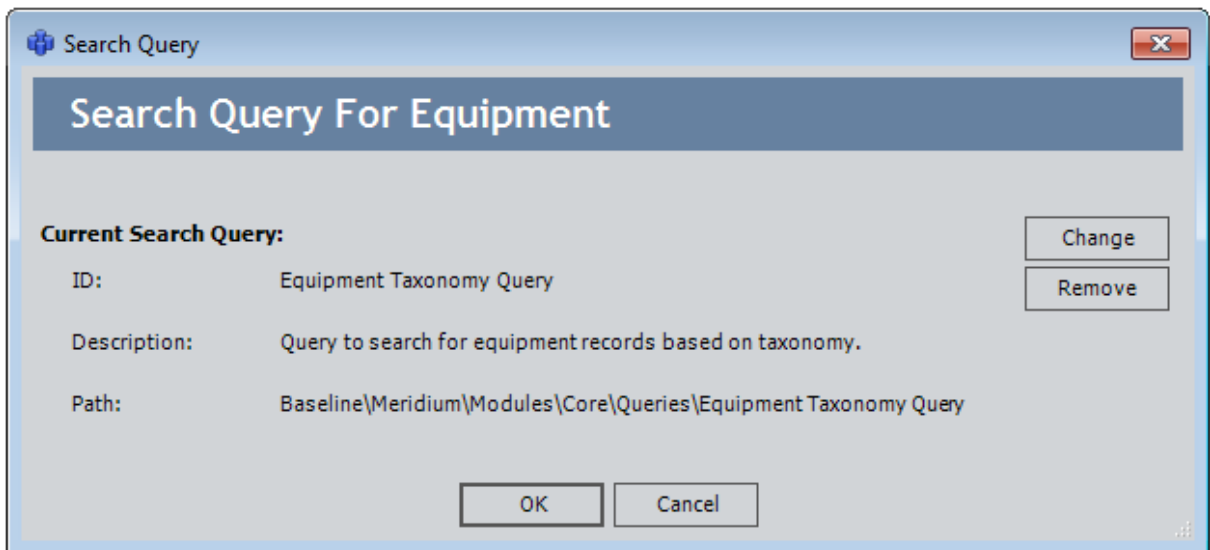 Search Query
Search Query For Equipment
Current Search Query:
Change
ID: Equipment Taxonomy Query
Remove
Description: Query to search for equipment records based on taxonomy.
Path: Baseline\Meridium\Modules\Core\Queries\Equipment Taxonomy Query
OK Cancel